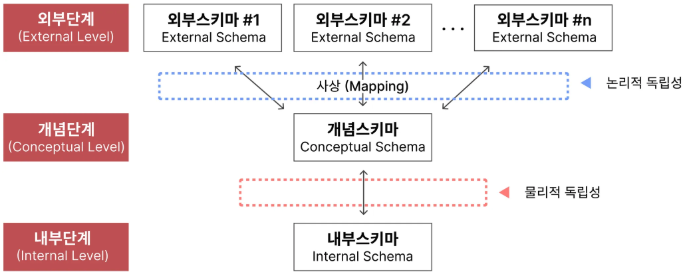 외부단계
(External Level)
외부스키마 #1
External Schema
외부스키마 #2
External Schema
...
외부스키마 #n
External Schema
사상 (Mapping)
논리적 독립성
개념단계
(Conceptual Level)
개념스키마
Conceptual Schema
물리적 독립성
내부단계
(Internal Level)
내부스키마
Internal Schema